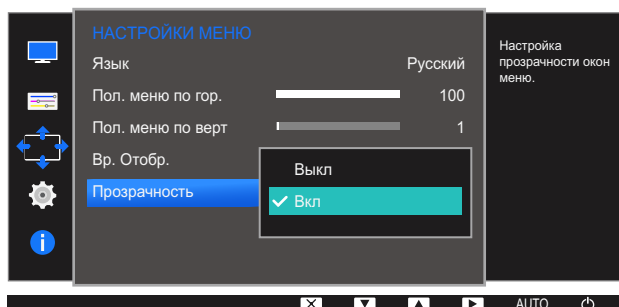 НАСТРОЙКИ МЕНЮ
Язык Русский
Пол. меню по гор. 100
Пол. меню по верт 1
Вр. Отобр.
Прозрачность
Выкл
Вкл
Настройка
прозрачности окон
меню.
AUTO